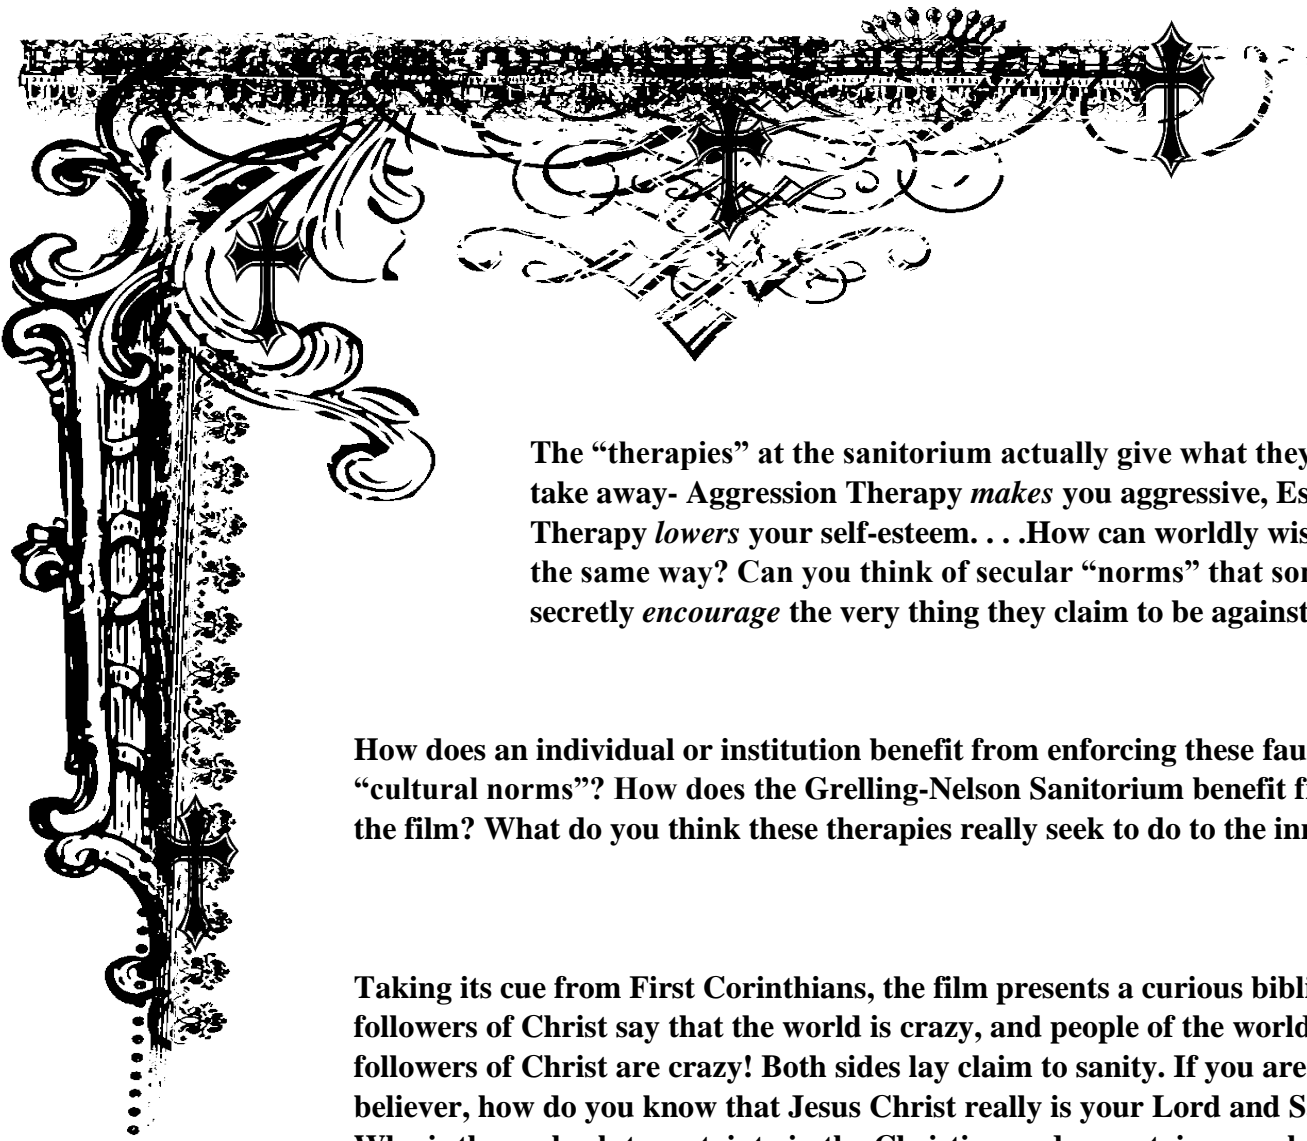 The “therapies” at the sanitorium actually give what they
take away- Aggression Therapy makes you aggressive, Es
Therapy lowers your self-esteem. . . .How can worldly wis
the same way? Can you think of secular “norms” that som
secretly encourage the very thing they claim to be against
How does an individual or institution benefit from enforcing these fau
“cultural norms”? How does the Grelling-Nelson Sanitorium benefit f
the film? What do you think these therapies really seek to do to the inn
Taking its cue from First Corinthians, the film presents a curious bibli
followers of Christ say that the world is crazy, and people of the world
followers of Christ are crazy! Both sides lay claim to sanity. If you are
believer, how do you know that Jesus Christ really is your Lord and S